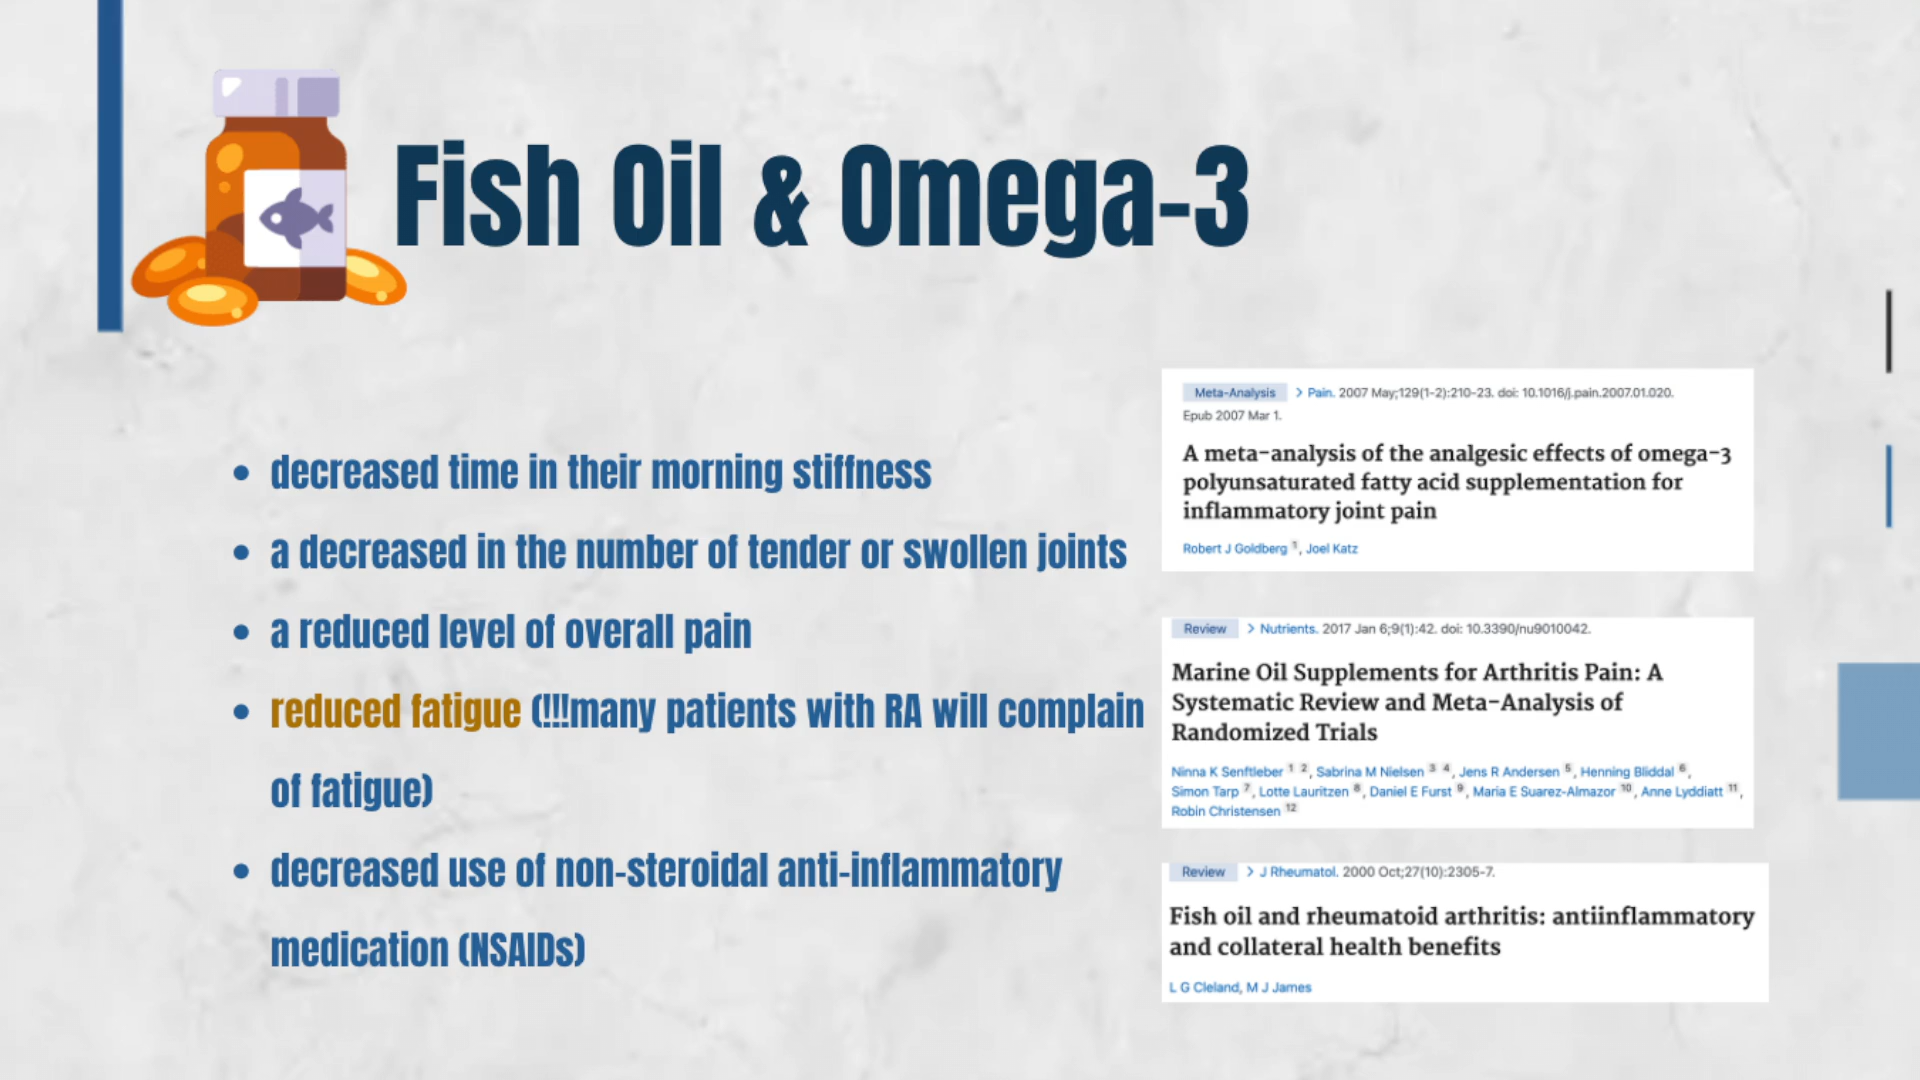 Fish Oil & Omega-3
• decreased time in their morning stiffness
• a decreased in the number of tender or swollen joints
• a reduced level of overall pain
• reduced fatigue (!!!many patients with RA will complain
of fatigue)
• decreased use of non-steroidal anti-inflammatory
medication (NSAIDs)
Meta-Analysis > Pain. 2007 May;129(1-2):210-23. doi: 10.1016/j.pain.2007.01.020.
Epub 2007 Mar 1.
A meta-analysis of the analgesic effects of omega-3
polyunsaturated fatty acid supplementation for
inflammatory joint pain
Robert J Goldberg 1, Joel Katz
Review > Nutrients. 2017 Jan 6;9(1):42. doi: 10.3390/nu9010042.
Marine Oil Supplements for Arthritis Pain: A
Systematic Review and Meta-Analysis of
Randomized Trials
Ninna K Senftleber 1 2, Sabrina M Nielsen 3 4, Jens R Andersen 5, Henning Bliddal 6,
Simon Tarp 7, Lotte Lauritzen 8, Daniel E Furst 9, Maria E Suarez-Almazor 10, Anne Lyddiatt 11,
Robin Christensen 12
Review > J Rheumatol. 2000 Oct;27(10):2305-7.
Fish oil and rheumatoid arthritis: antiinflammatory
and collateral health benefits
L G Cleland, M J James